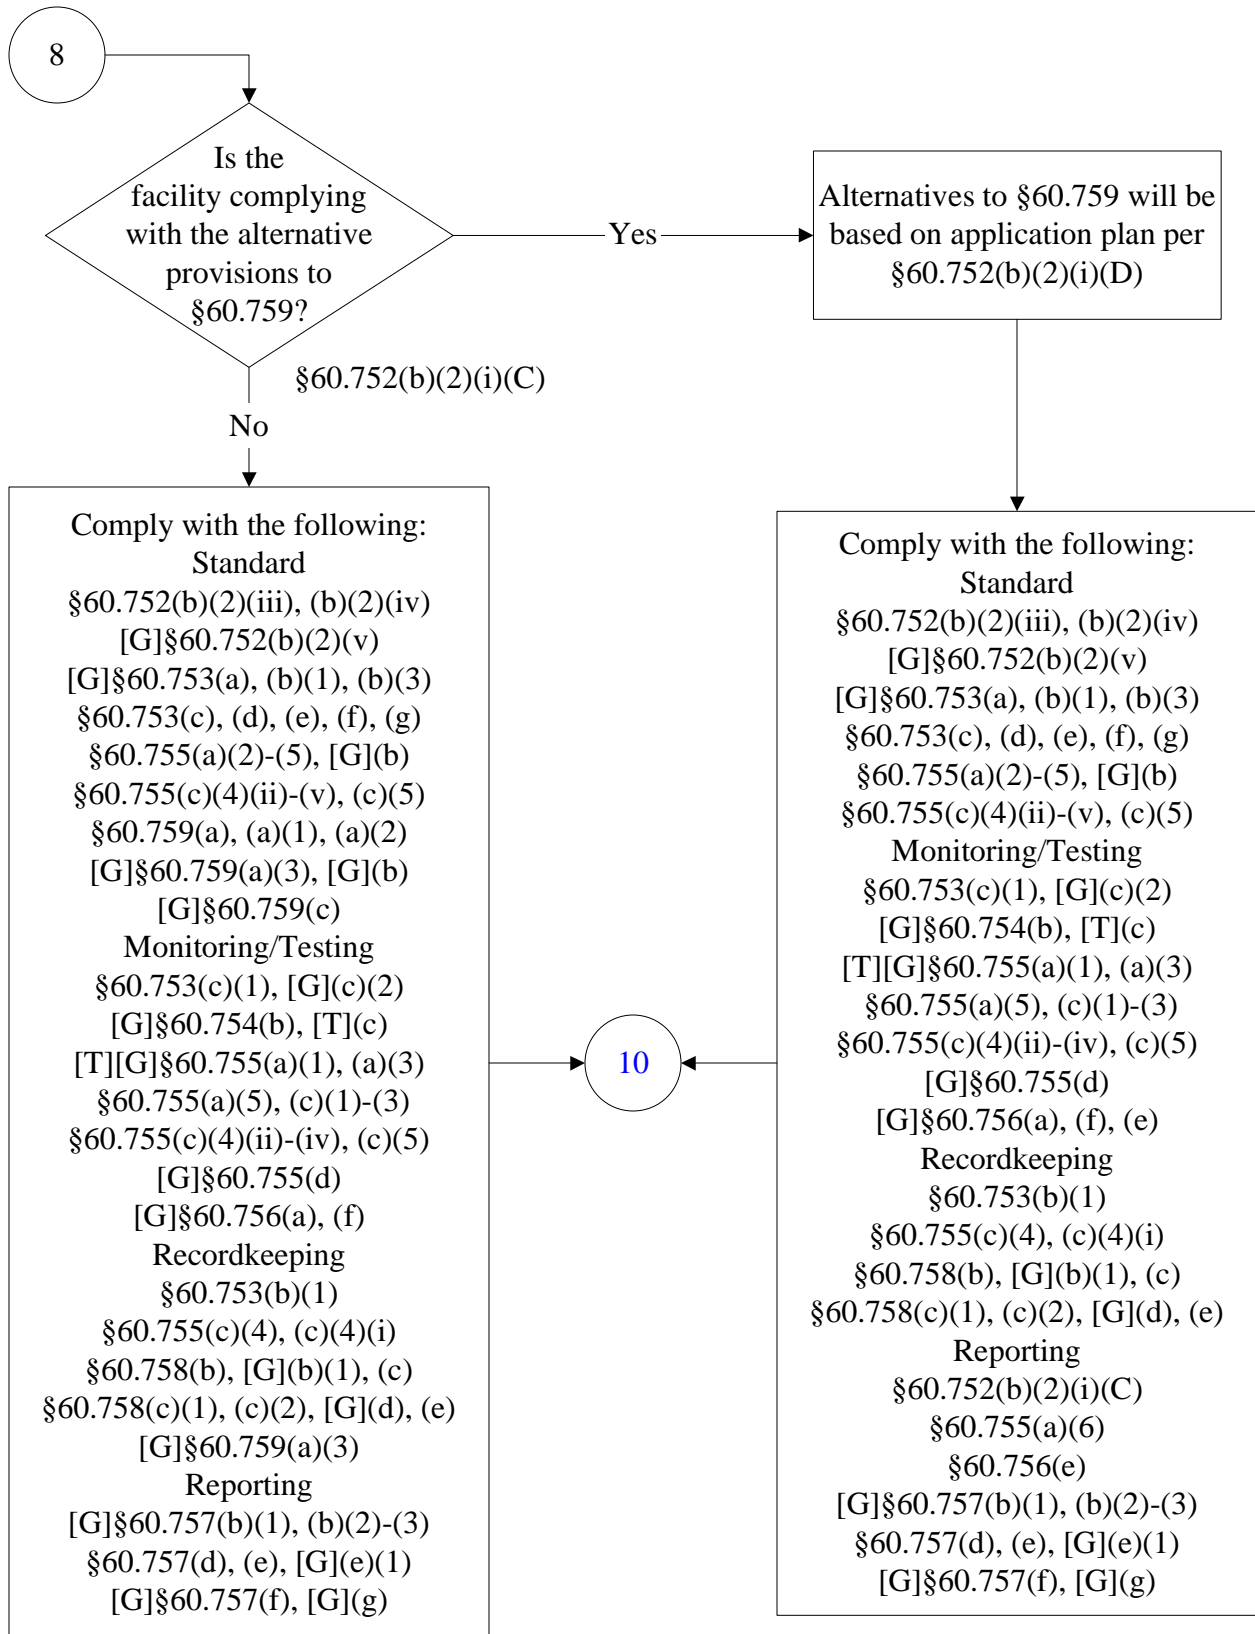 8
Is the
facility complying
with the alternative
provisions to
§60.759?
Yes
Alternatives to §60.759 will be
based on application plan per
§60.752(b)(2)(i)(D)
§60.752(b)(2)(i)(C)
No
Comply with the following:
Standard
§60.752(b)(2)(iii), (b)(2)(iv)
[G]§60.752(b)(2)(v)
[G]§60.753(a), (b)(1), (b)(3)
§60.753(c), (d), (e), (f), (g)
§60.755(a)(2)-(5), [G](b)
§60.755(c)(4)(ii)-(v), (c)(5)
§60.759(a), (a)(1), (a)(2)
[G]§60.759(a)(3), [G](b)
[G]§60.759(c)
Monitoring/Testing
§60.753(c)(1), [G](c)(2)
[G]§60.754(b), [T](c)
[T][G]§60.755(a)(1), (a)(3)
§60.755(a)(5), (c)(1)-(3)
§60.755(c)(4)(ii)-(iv), (c)(5)
[G]§60.755(d)
[G]§60.756(a), (f)
Recordkeeping
§60.753(b)(1)
§60.755(c)(4), (c)(4)(i)
§60.758(b), [G](b)(1), (c)
§60.758(c)(1), (c)(2), [G](d), (e)
[G]§60.759(a)(3)
Reporting
[G]§60.757(b)(1), (b)(2)-(3)
§60.757(d), (e), [G](e)(1)
[G]§60.757(f), [G](g)
10
Comply with the following:
Standard
§60.752(b)(2)(iii), (b)(2)(iv)
[G]§60.752(b)(2)(v)
[G]§60.753(a), (b)(1), (b)(3)
§60.753(c), (d), (e), (f), (g)
§60.755(a)(2)-(5), [G](b)
§60.755(c)(4)(ii)-(v), (c)(5)
Monitoring/Testing
§60.753(c)(1), [G](c)(2)
[G]§60.754(b), [T](c)
[T][G]§60.755(a)(1), (a)(3)
§60.755(a)(5), (c)(1)-(3)
§60.755(c)(4)(ii)-(iv), (c)(5)
[G]§60.755(d)
[G]§60.756(a), (f), (e)
Recordkeeping
§60.753(b)(1)
§60.755(c)(4), (c)(4)(i)
§60.758(b), [G](b)(1), (c)
§60.758(c)(1), (c)(2), [G](d), (e)
Reporting
§60.752(b)(2)(i)(C)
§60.755(a)(6)
§60.756(e)
[G]§60.757(b)(1), (b)(2)-(3)
§60.757(d), (e), [G](e)(1)
[G]§60.757(f), [G](g)